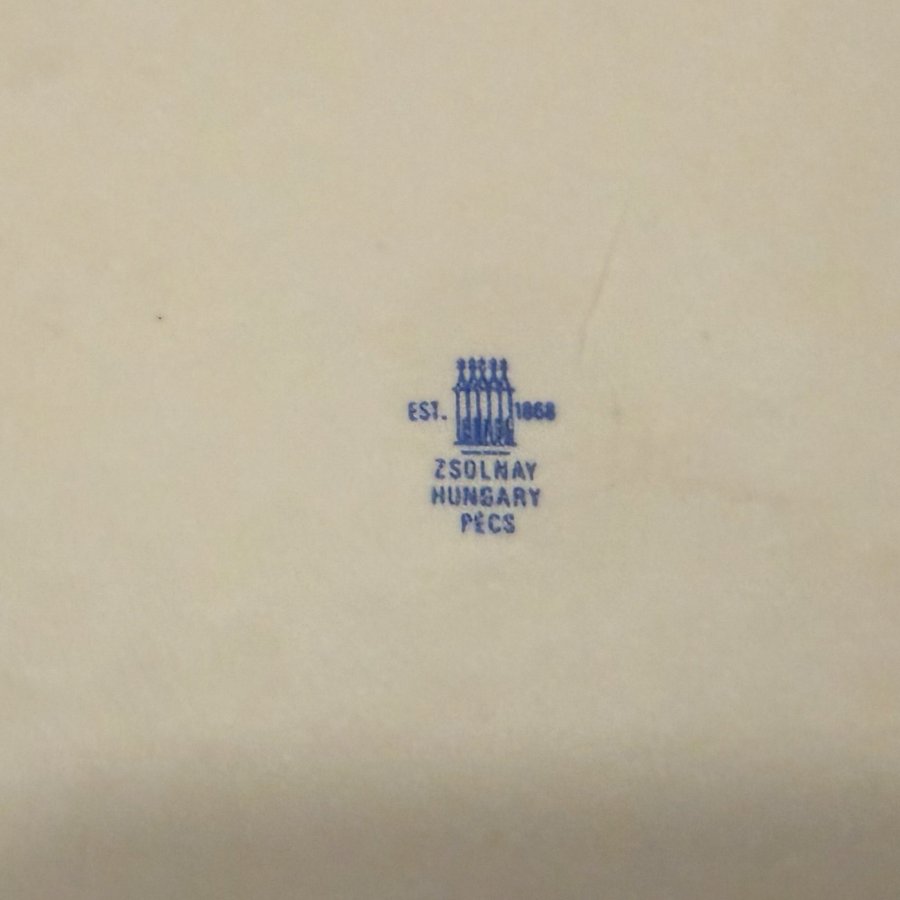 EST. 1868
ZSOLNAY
HUNGARY
PÉCS